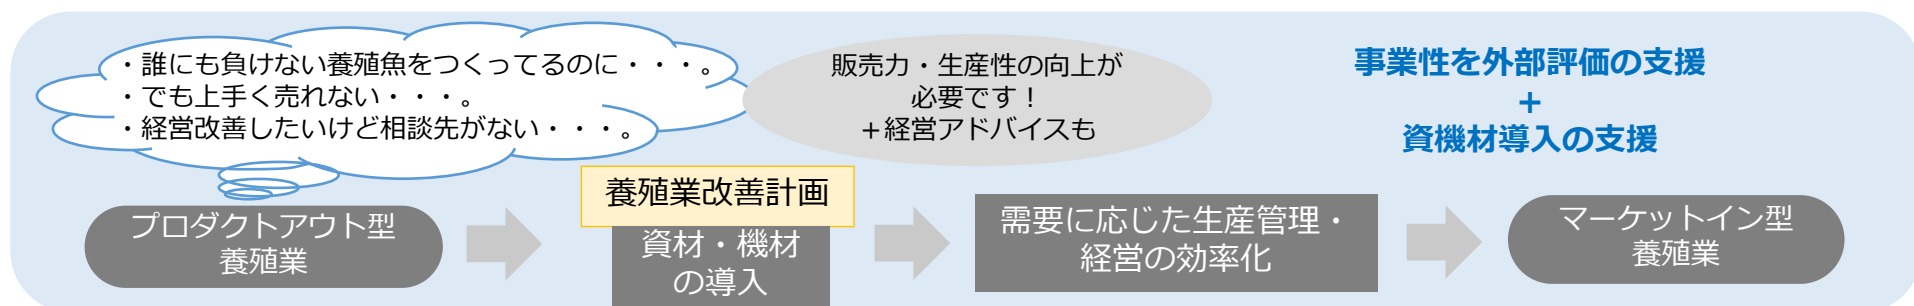 ・誰にも負けない養殖魚をつくってるのに・・・。
・でも上手く売れない・・・。
・経営改善したいけど相談先がない・・・。
販売力・生産性の向上が
必要です！
＋経営アドバイスも
事業性を外部評価の支援
+
資機材導入の支援
プロダクトアウト型
養殖業
養殖業改善計画
資材・機材
の導入
需要に応じた生産管理・
経営の効率化
マーケットイン型
養殖業